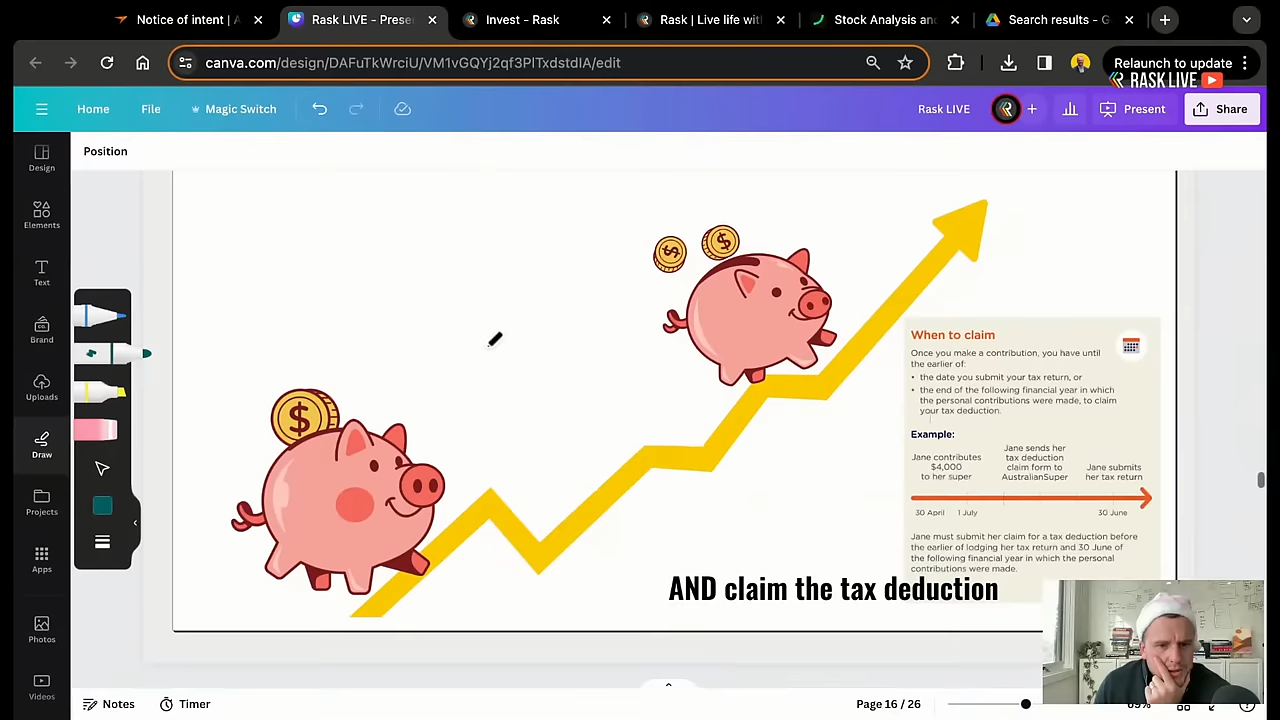 Notice of intent | A
Rask LIVE - Prese
Invest - Rask
Rask | Live life wit
Stock Analysis and
Search results - G
canva.com/design/DAFuTkWrciU/VM1vGQYj2qf3PlTxdstdIA/edit
Relaunch to update
RASK LIVE
Home
File
Magic Switch
Rask LIVE
Present
Share
Design
Elements
Text
Brand
Uploads
Draw
Projects
Apps
Photos
Videos
Position
$
$
$
When to claim
Once you make a contribution, you have until
the earlier of:
• the date you submit your tax return, or
• the end of the following financial year in which
the personal contributions were made, to claim
your tax deduction.
Example:
Jane contributes
$4,000
to her super
Jane sends her
tax deduction
claim form to
AustralianSuper
Jane submits
her tax return
30 April
1 July
30 June
Jane must submit her claim for a tax deduction before
the earlier of lodging her tax return and 30 June of
the following financial year in which the personal
contributions were made.
AND claim the tax deduction
Notes
Timer
Page 16 / 26